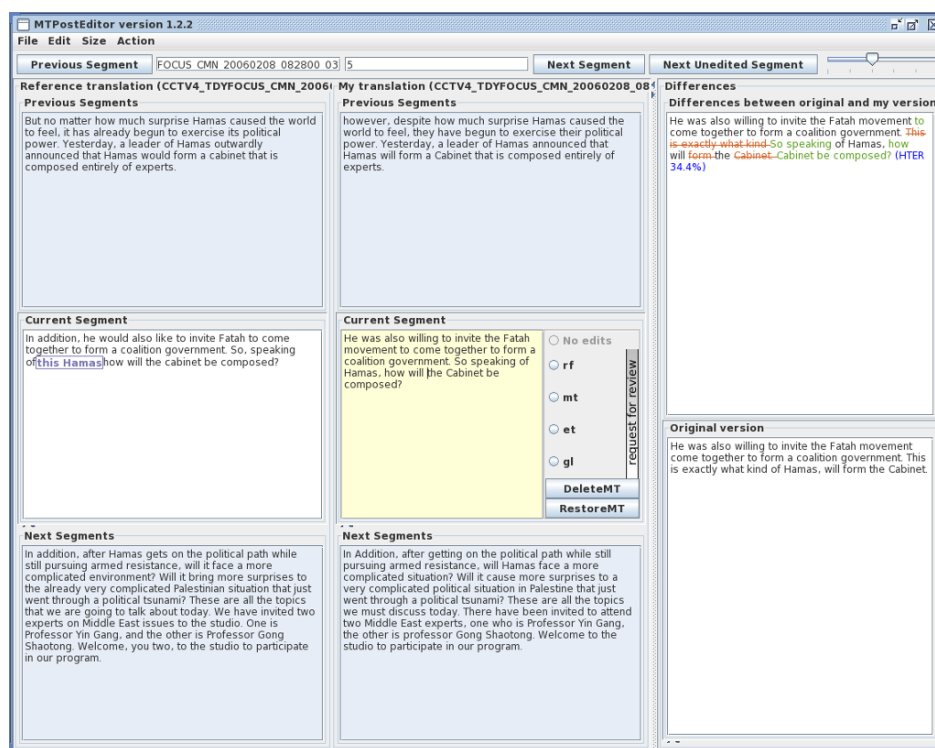 MTPostEditor version 1.2.2
File Edit Size Action
Previous Segment
FOCUS_CMN_20060208_082800_03
5
Next Segment
Next Unedited Segment
Reference translation (CCTV4_TDYFOCUS_CMN_2006
Previous Segments
But no matter how much surprise Hamas caused the world
to feel, it has already begun to exercise its political
power. Yesterday, a leader of Hamas outwardly
announced that Hamas would form a cabinet that is
composed entirely of experts.
Current Segment
In addition, he would also like to invite Fatah to come
together to form a coalition government. So, speaking
of this Hamas how will the cabinet be composed?
Next Segments
In addition, after Hamas gets on the political path while
still pursuing armed resistance, will it face a more
complicated environment? Will it bring more surprises to
the already very complicated Palestinian situation that just
went through a political tsunami? These are all the topics
that we are going to talk about today. We have invited two
experts on Middle East issues to the studio. One is
Professor Yin Gang, and the other is Professor Gong
Shaotong. Welcome, you two, to the studio to participate
in our program.
My translation (CCTV4_TDYFOCUS_CMN_20060208_08
Previous Segments
however, despite how much surprise Hamas caused the
world to feel, they have begun to exercise their political
power. Yesterday, a leader of Hamas announced that
Hamas will form a Cabinet that is composed entirely of
experts.
Current Segment
He was also willing to invite the Fatah
movement to come together to form a
coalition government. So speaking of
Hamas, how will the Cabinet be
composed?
No edits
rf
mt
et
gl
request for review
DeleteMT
RestoreMT
Next Segments
In Addition, after getting on the political path while still
pursuing armed resistance, will Hamas face a more
complicated situation? Will it cause more surprises to a
very complicated political situation in Palestine that just
went through a political tsunami? These are all the topics
we must discuss today. There have been invited to attend
two Middle East experts, one who is Professor Yin Gang,
the other is professor Gong Shaotong. Welcome to the
studio to participate in our program.
Differences
Differences between original and my version
He was also willing to invite the Fatah movement to
come together to form a coalition government. This
is exactly what kind So speaking of Hamas, how
will form the Cabinet. Cabinet be composed? (HTER
34.4%)
Original version
He was also willing to invite the Fatah movement
come together to form a coalition government. This
is exactly what kind of Hamas, will form the Cabinet.